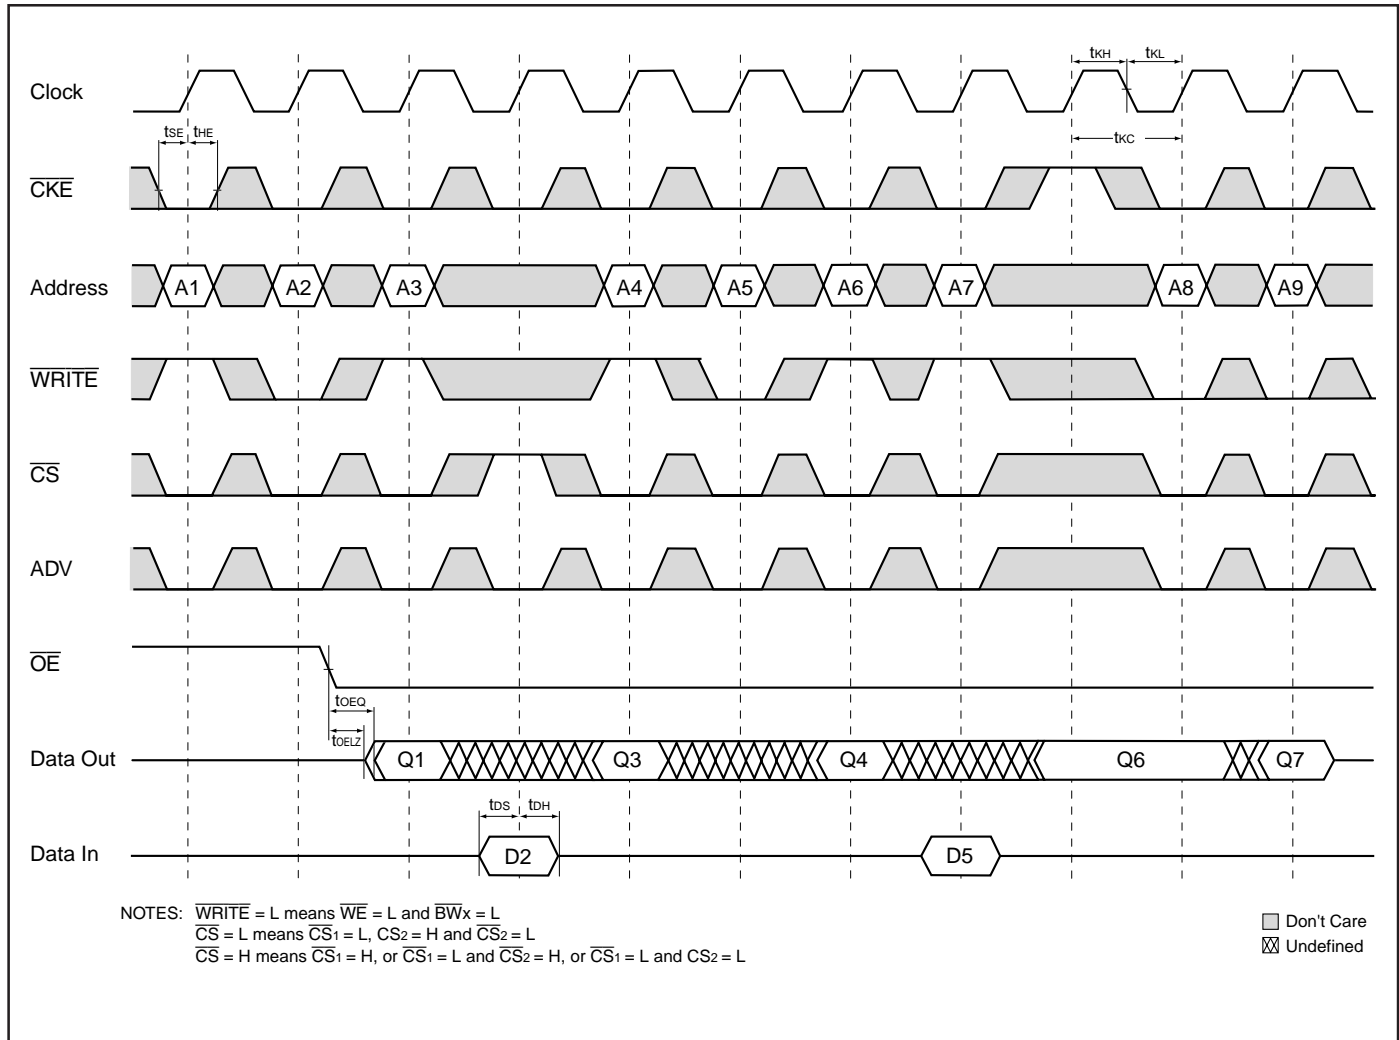 tKH tKL
Clock
tSE tHE
tKC
CKE
Address A1 A2 A3 A4 A5 A6 A7 A8 A9
WRITE
CS
ADV
OE
tOEQ
tOELZ
Data Out Q1 Q3 Q4 Q6 Q7
tDS tDH
Data In D2 D5
NOTES: WRITE = L means WE = L and BWx = L
CS = L means CS1 = L, CS2 = H and CS2 = L
CS = H means CS1 = H, or CS1 = L and CS2 = H, or CS1 = L and CS2 = L
Don't Care
Undefined